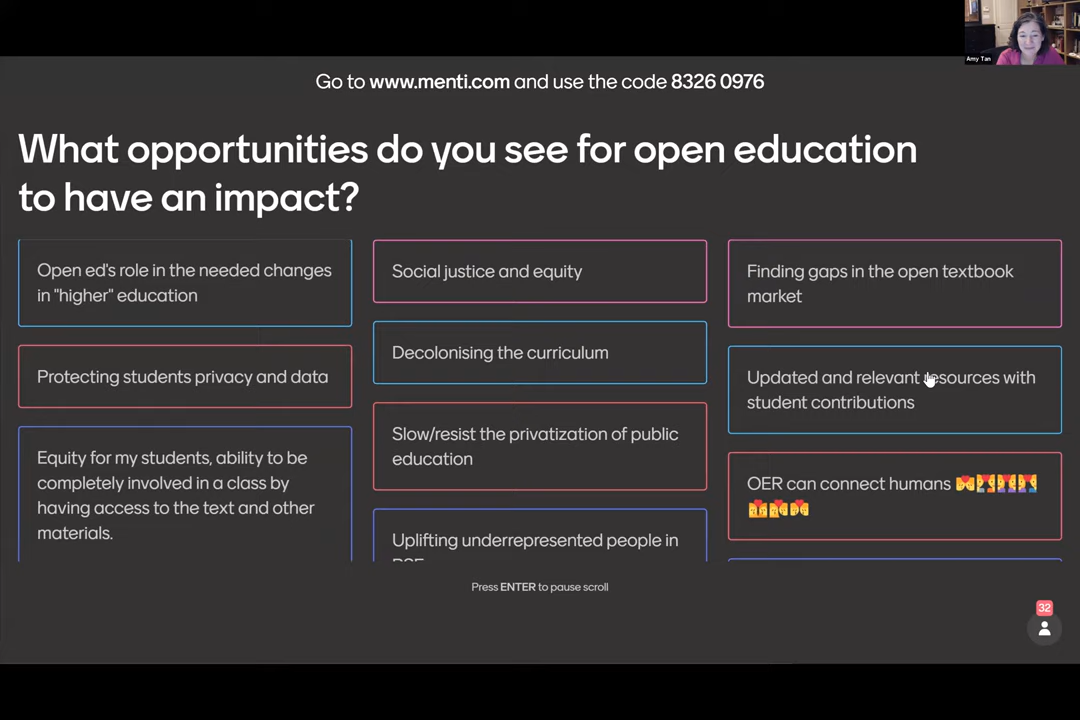 Amy Tan
Go to www.menti.com and use the code 8326 0976
What opportunities do you see for open education
to have an impact?
Open ed's role in the needed changes
in "higher" education
Protecting students privacy and data
Equity for my students, ability to be
completely involved in a class by
having access to the text and other
materials.
Social justice and equity
Decolonising the curriculum
Slow/resist the privatization of public
education
Uplifting underrepresented people in
Finding gaps in the open textbook
market
Updated and relevant resources with
student contributions
OER can connect humans
Press ENTER to pause scroll
32